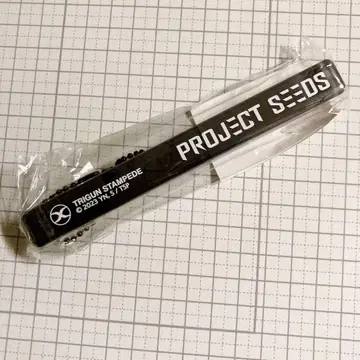 PROJECT SEEDS
TRIGUN STAMPEDE
© 2023 YN, S / TSP